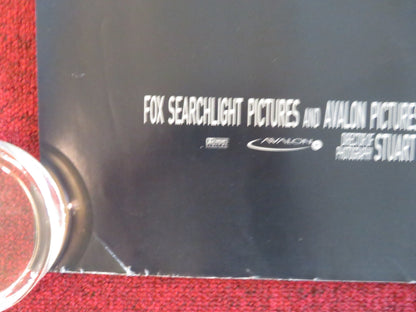 FOX SEARCHLIGHT PICTURES AND AVALON PICTURES
AVALON DIRECTOR OF
PHOTOGRAPHY STUART